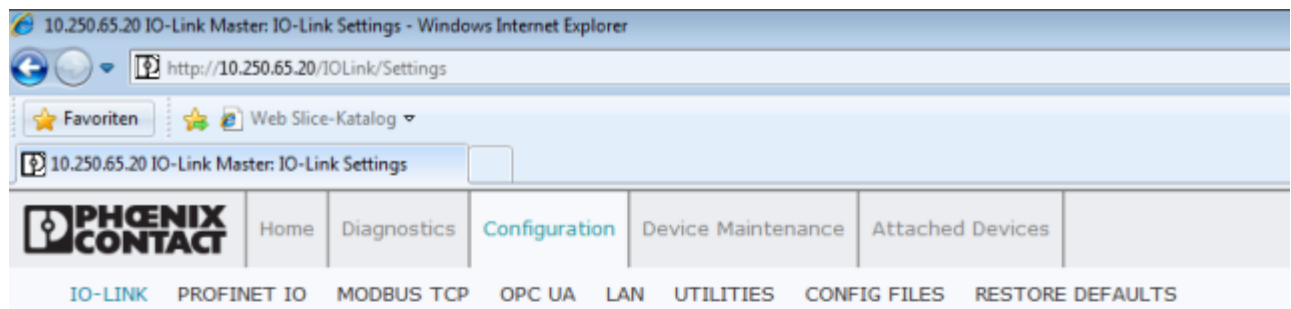 10.250.65.20 IO-Link Master: IO-Link Settings - Windows Internet Explorer
http://10.250.65.20/IOLink/Settings
Favoriten Web Slice-Katalog
10.250.65.20 IO-Link Master: IO-Link Settings
PHŒNIX
CONTACT
Home Diagnostics Configuration Device Maintenance Attached Devices
IO-LINK PROFINET IO MODBUS TCP OPC UA LAN UTILITIES CONFIG FILES RESTORE DEFAULTS